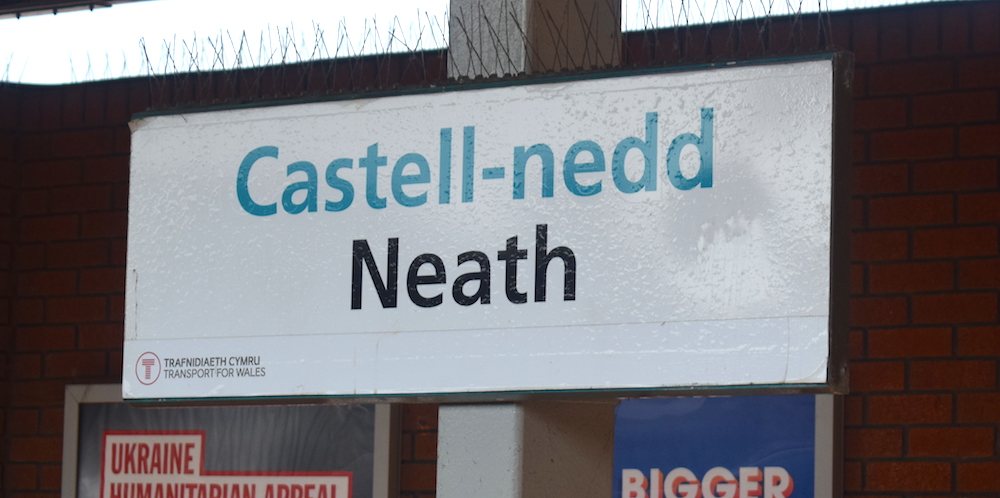 Castell-nedd
Neath
T
TRAFNIDIAETH CYMRU
TRANSPORT FOR WALES
UKRAINE
HUMANITARIAN APPEAL
BIGGER